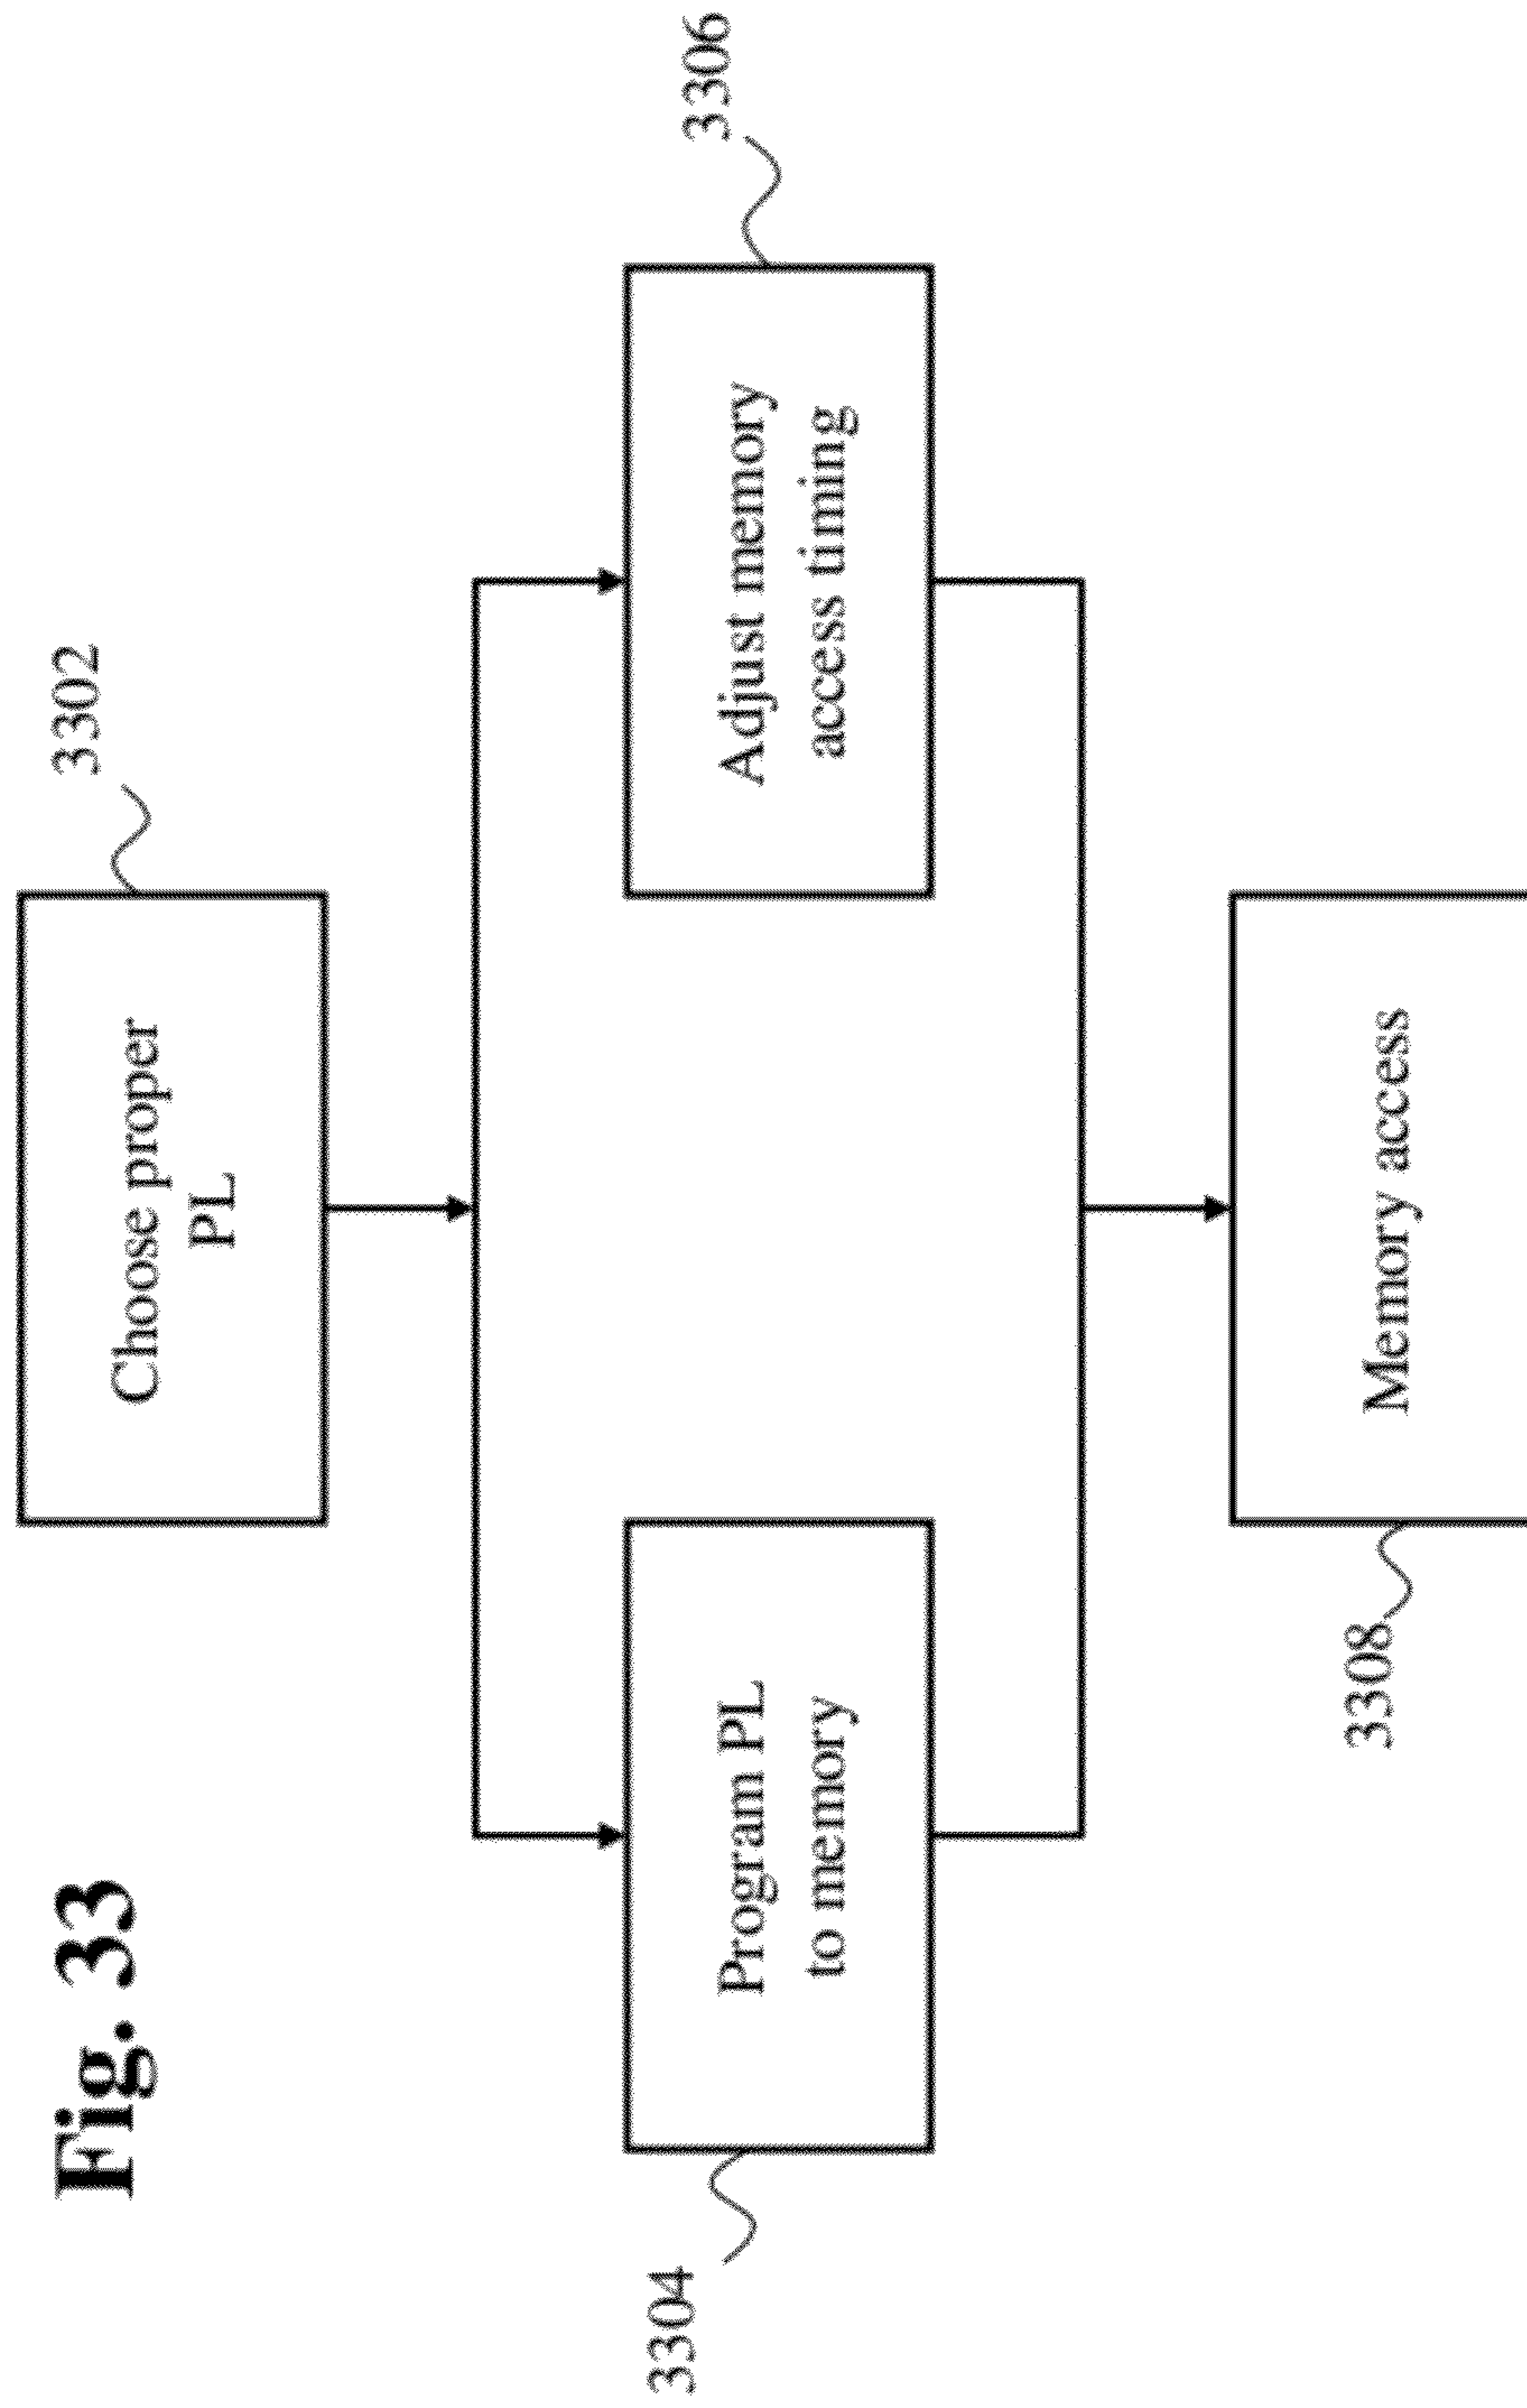 Fig. 33
3302
Choose proper
PL
3304
Program PL
to memory
3306
Adjust memory
access timing
3308
Memory access